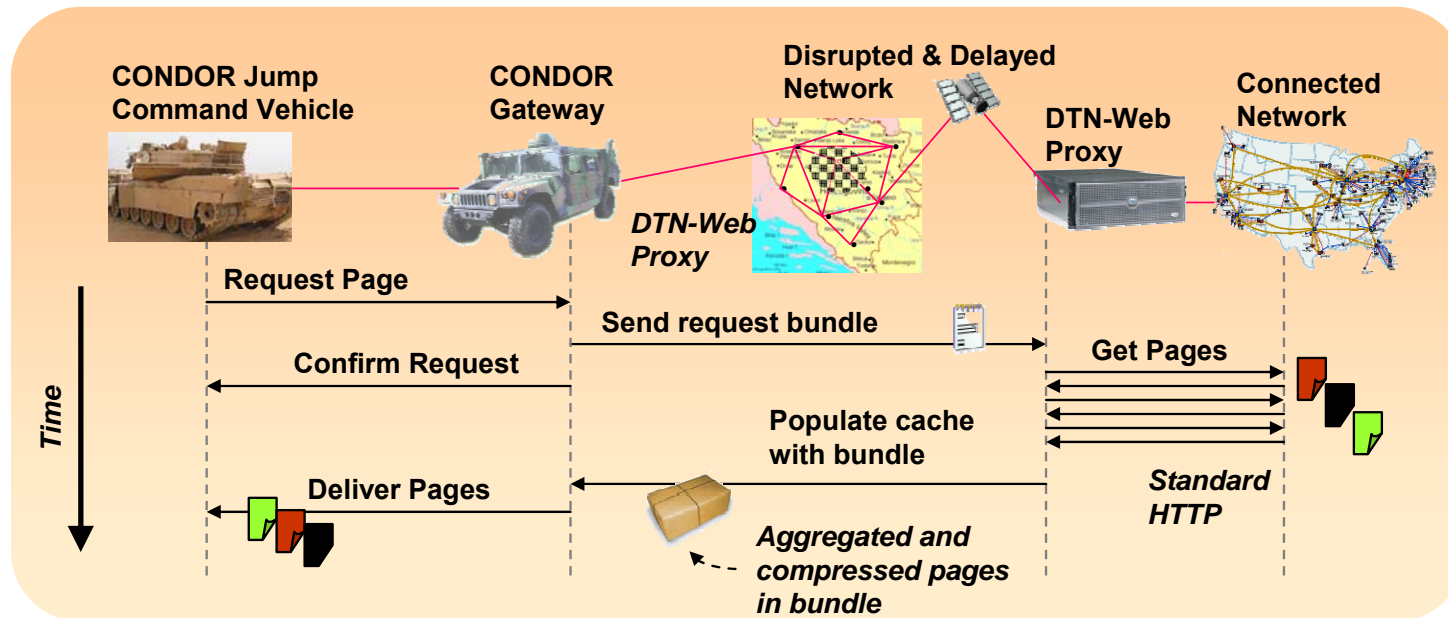 CONDOR Jump
Command Vehicle
CONDOR
Gateway
Disrupted & Delayed
Network
DTN-Web
Proxy
Connected
Network
DTN-Web
Proxy
Request Page
Send request bundle
Confirm Request
Get Pages
Populate cache
with bundle
Deliver Pages
Standard
HTTP
Aggregated and
compressed pages
in bundle
Time